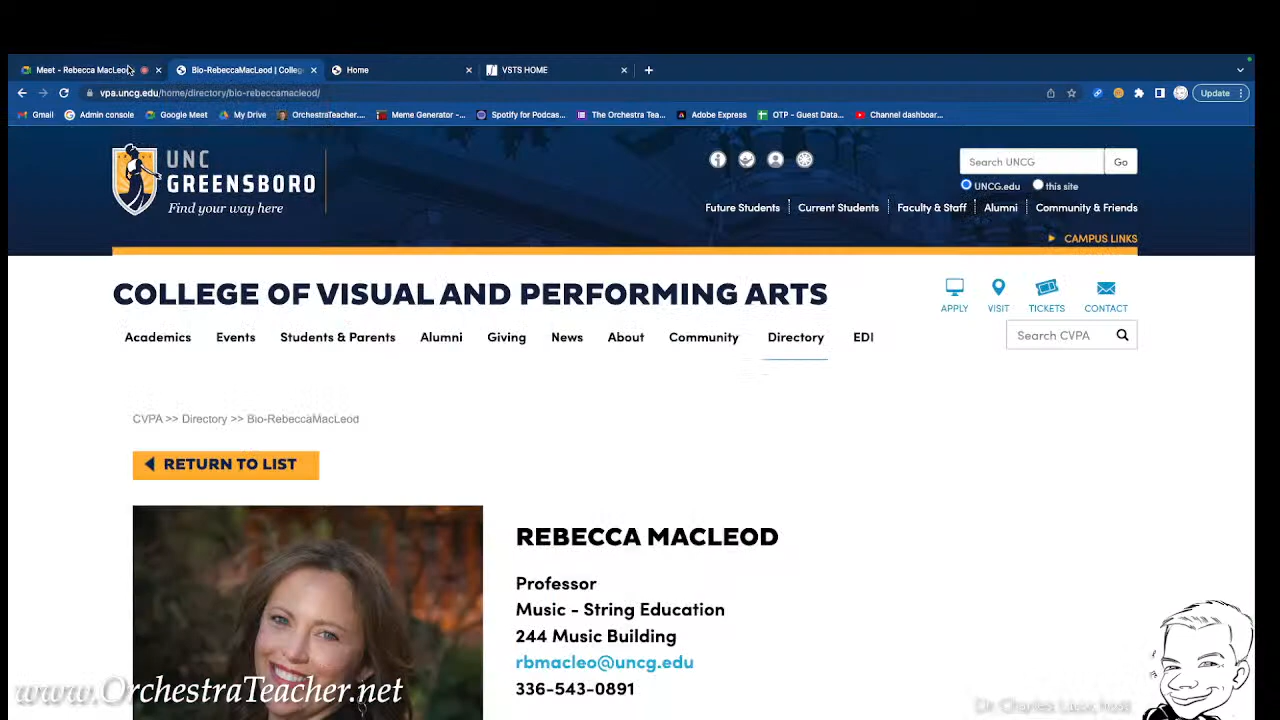 Meet - Rebecca MacLeo
Bio-RebeccaMacLeod | Colleg
Home
VSTS HOME
vpa.uncg.edu/home/directory/bio-rebeccamacleod/
Update
Gmail
Admin console
Google Meet
My Drive
OrchestraTeacher....
Meme Generator -...
Spotify for Podcas...
The Orchestra Tea...
Adobe Express
OTP - Guest Data...
Channel dashboar...
UNC
GREENSBORO
Find your way here
Search UNCG
Go
UNCG.edu
this site
Future Students
Current Students
Faculty & Staff
Alumni
Community & Friends
CAMPUS LINKS
COLLEGE OF VISUAL AND PERFORMING ARTS
APPLY
VISIT
TICKETS
CONTACT
Academics
Events
Students & Parents
Alumni
Giving
News
About
Community
Directory
EDI
Search CVPA
CVPA >> Directory >> Bio-RebeccaMacLeod
RETURN TO LIST
REBECCA MACLEOD
Professor
Music - String Education
244 Music Building
rbmacleo@uncg.edu
336-543-0891
www.OrchestraTeacher.net
Dr. Charles Laux, host